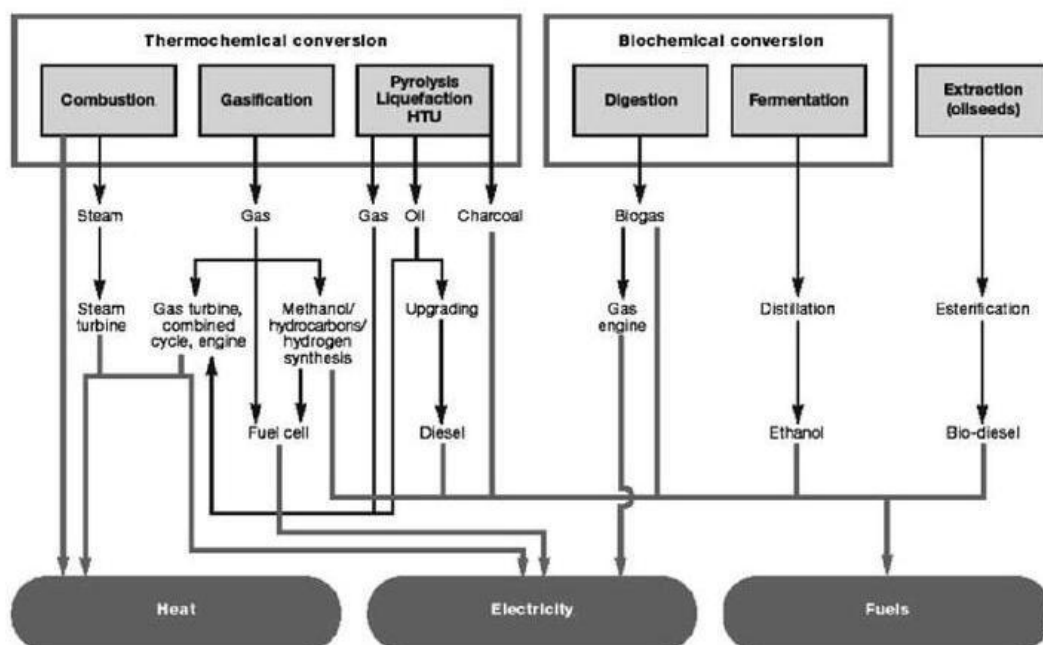 Thermochemical conversion
Biochemical conversion
Combustion
Gasification
Pyrolysis
Liquefaction
HTU
Digestion
Fermentation
Extraction
(oilseeds)
Steam
Gas
Gas
Oil
Charcoal
Biogas
Steam
turbine
Gas turbine,
combined
cycle, engine
Methanol/
hydrocarbons/
hydrogen
synthesis
Upgrading
Gas
engine
Distillation
Esterification
Fuel cell
Diesel
Ethanol
Bio-diesel
Heat
Electricity
Fuels